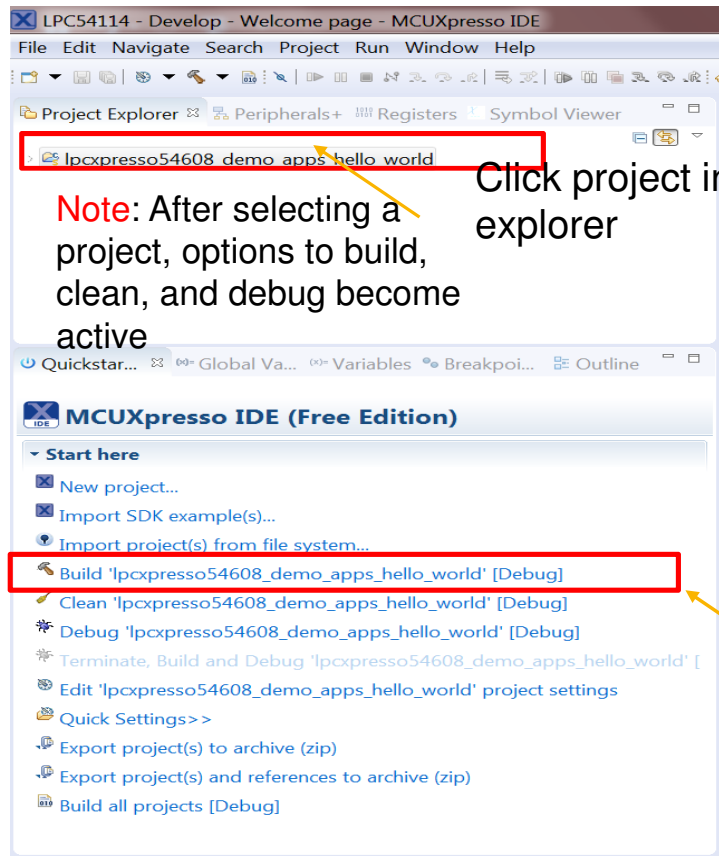 LPC54114 - Develop - Welcome page - MCUXpresso IDE
File Edit Navigate Search Project Run Window Help
Project Explorer Peripherals+ Registers Symbol Viewer
lpcxpresso54608_demo_apps_hello_world
Click project
explorer
Note: After selecting a
project, options to build,
clean, and debug become
active
Quickstar... Global Va... Variables Breakpoi... Outline
IDE MCUXpresso IDE (Free Edition)
Start here
New project...
Import SDK example(s)...
Import project(s) from file system...
Build 'lpcxpresso54608_demo_apps_hello_world' [Debug]
Clean 'lpcxpresso54608_demo_apps_hello_world' [Debug]
Debug 'lpcxpresso54608_demo_apps_hello_world' [Debug]
Terminate, Build and Debug 'lpcxpresso54608_demo_apps_hello_world' [
Edit 'lpcxpresso54608_demo_apps_hello_world' project settings
Quick Settings>>
Export project(s) to archive (zip)
Export project(s) and references to archive (zip)
Build all projects [Debug]